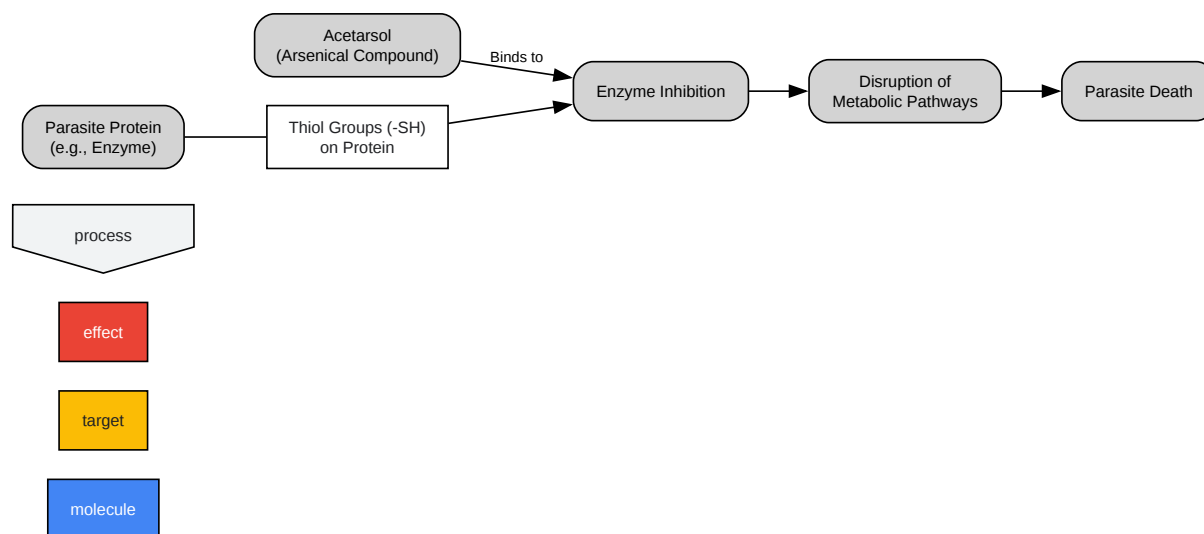 Acetarsol
(Arsenical Compound)
Binds to
Parasite Protein
(e.g., Enzyme)
Thiol Groups (-SH)
on Protein
Enzyme Inhibition
Disruption of
Metabolic Pathways
Parasite Death
process
effect
target
molecule